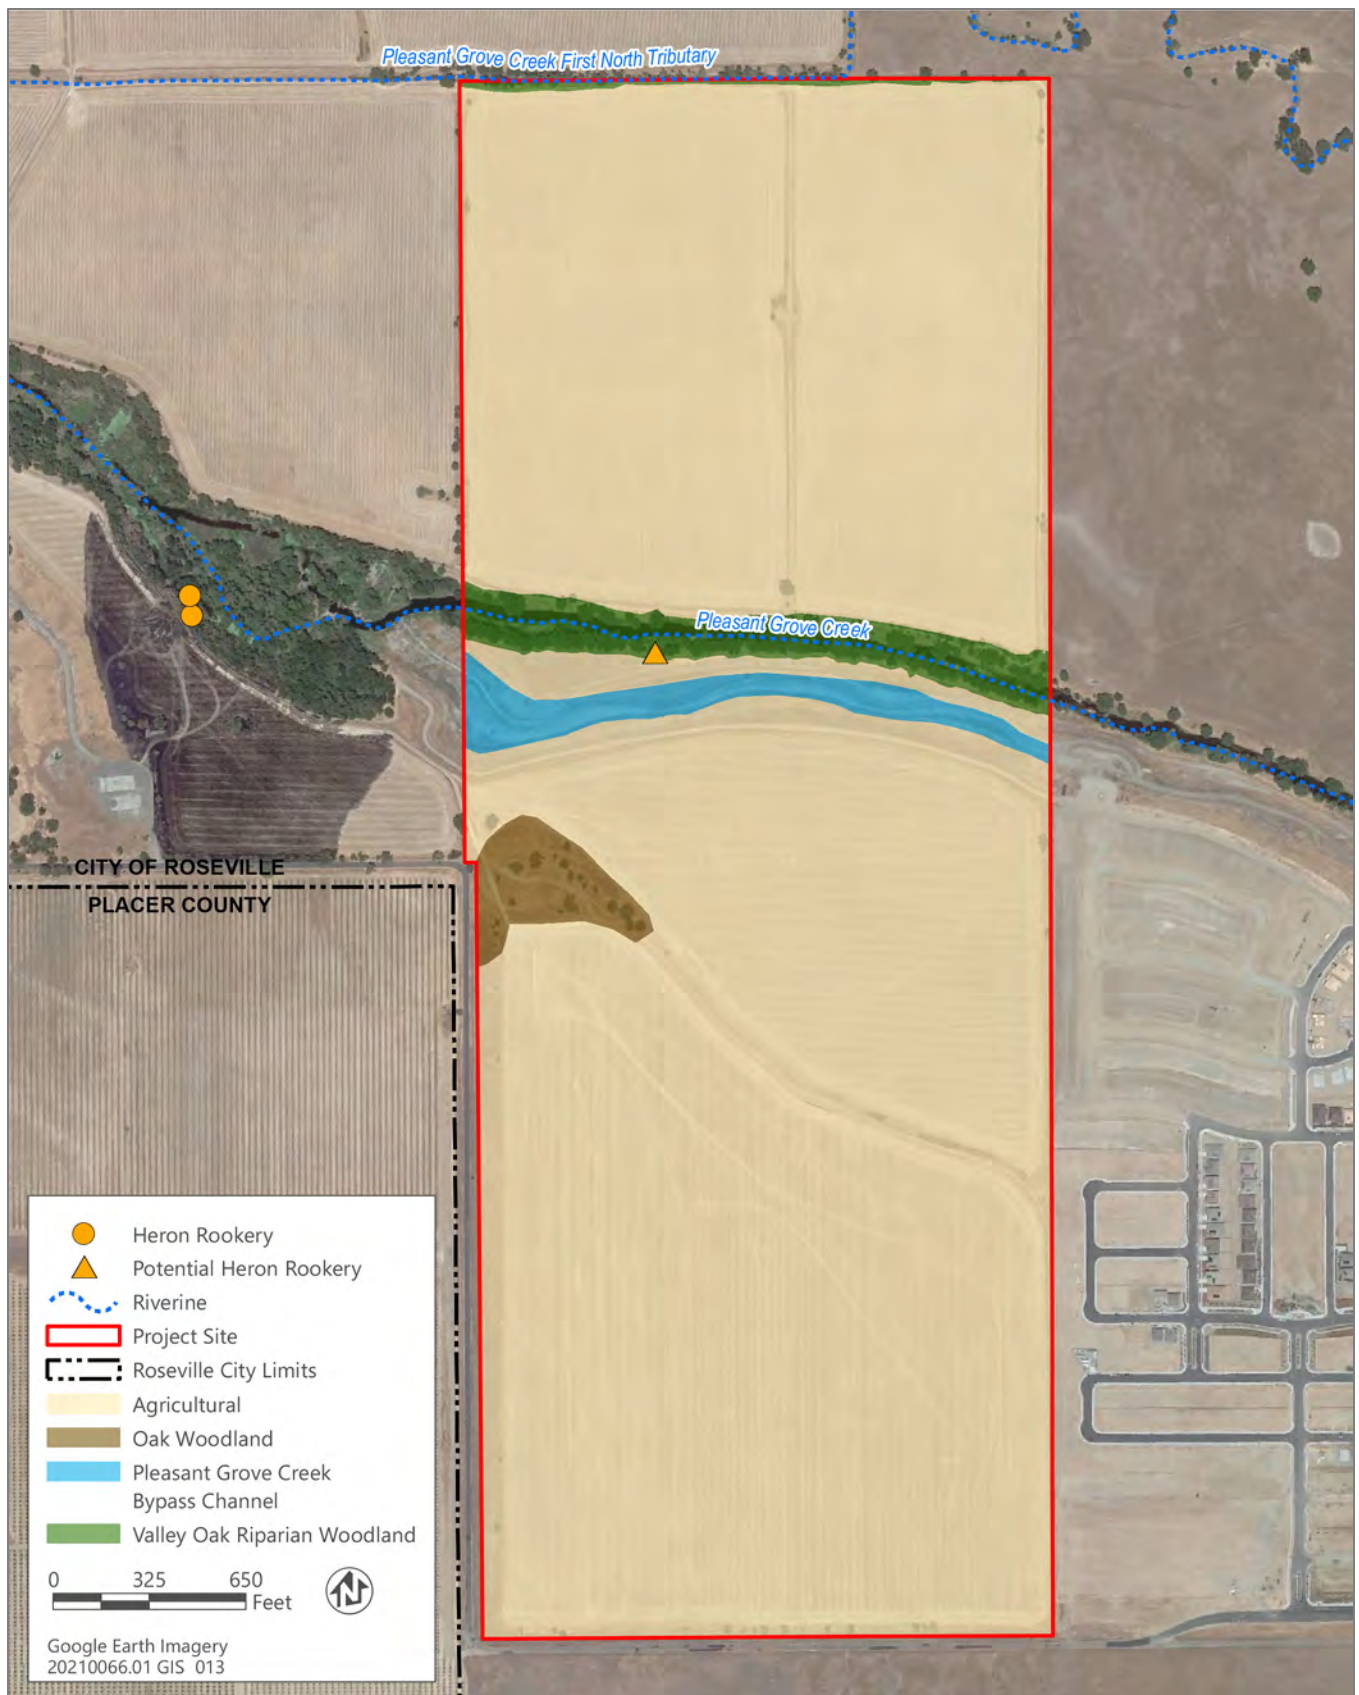 Pleasant Grove Creek First North Tributary
Pleasant Grove Creek
CITY OF ROSEVILLE
PLACER COUNTY
Heron Rookery
Potential Heron Rookery
Riverine
Project Site
Roseville City Limits
Agricultural
Oak Woodland
Pleasant Grove Creek
Bypass Channel
Valley Oak Riparian Woodland
0 325 650
Feet
N
Google Earth Imagery
20210066.01 GIS 013